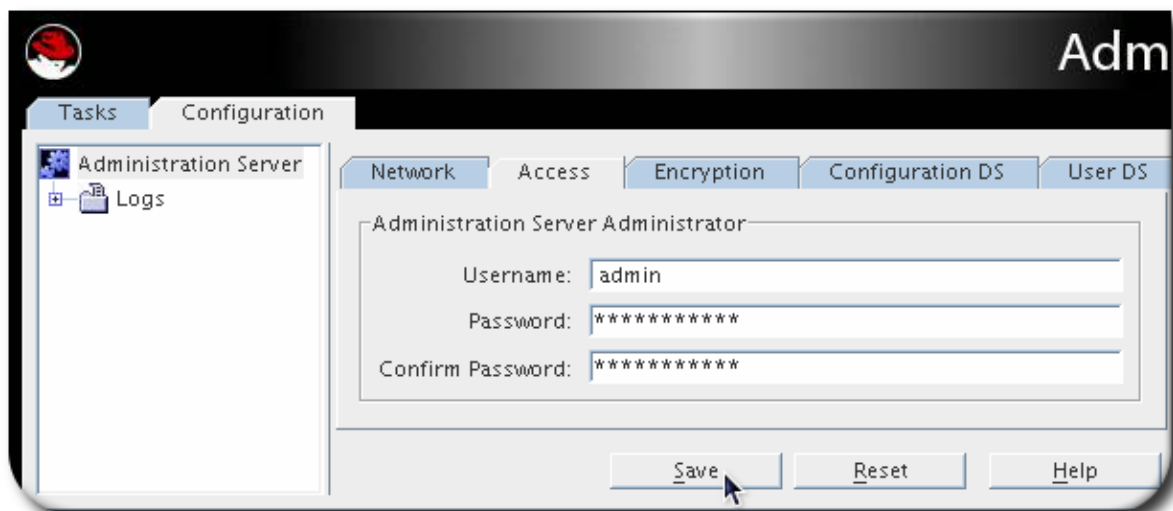 Adm
Tasks Configuration
Administration Server
Logs
Network Access Encryption Configuration DS User DS
Administration Server Administrator
Username: admin
Password: ***********
Confirm Password: ***********
Save Reset Help